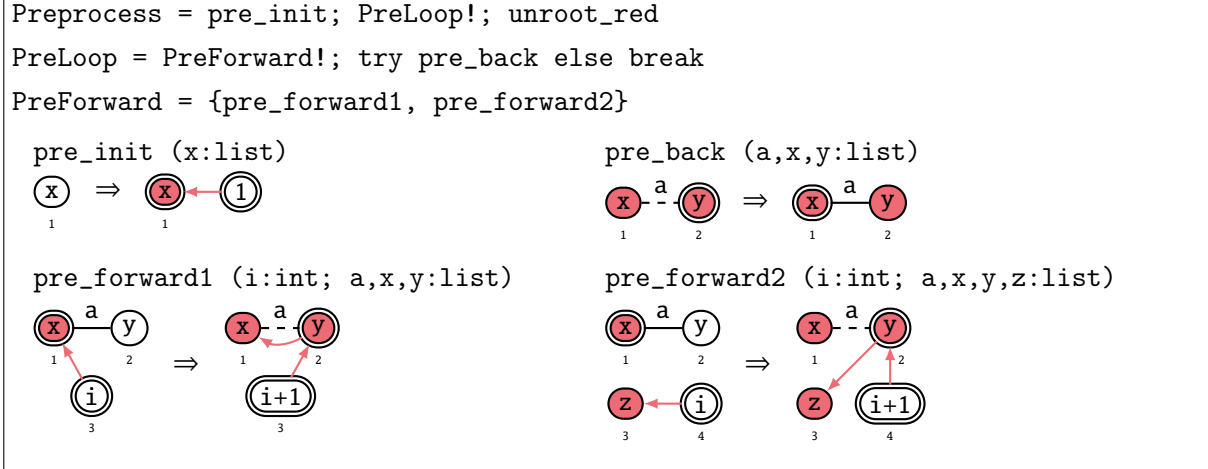 Preprocess = pre_init; PreLoop!; unroot_red
PreLoop = PreForward!; try pre_back else break
PreForward = {pre_forward1, pre_forward2}
pre_init (x:list)
x ⇒ x 1
1 1
pre_back (a,x,y:list)
x a y ⇒ x a y
1 2 1 2
pre_forward1 (i:int; a,x,y:list)
x a y x a y
1 2 ⇒ 1 2
i i+1
3 3
pre_forward2 (i:int; a,x,y,z:list)
x a y x a y
1 2 ⇒ 1 2
z i z i+1
3 4 3 4